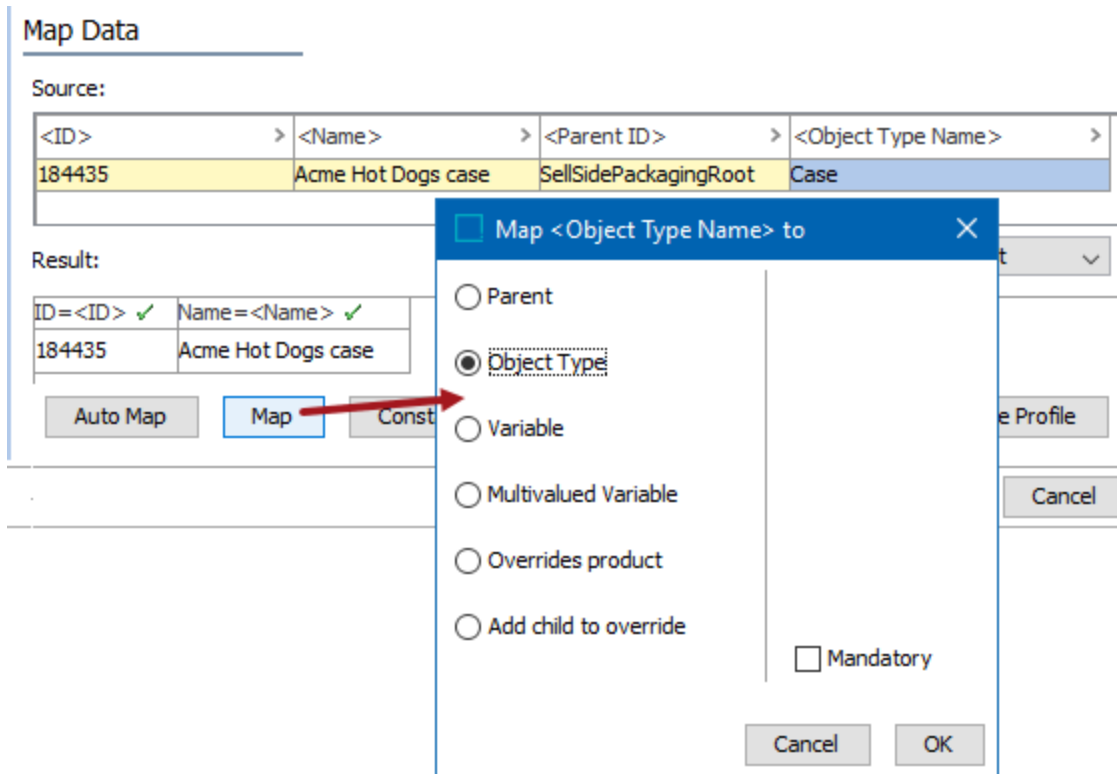 Map Data
Source:
<ID> > <Name> > <Parent ID> > <Object Type Name> >
184435 Acme Hot Dogs case SellSidePackagingRoot Case
Map <Object Type Name> to
Result:
ID=<ID> ✓ Name=<Name> ✓
184435 Acme Hot Dogs case
Auto Map Map Const
e Profile
Cancel
Parent
Object Type
Variable
Multivalued Variable
Overrides product
Add child to override
Mandatory
Cancel OK